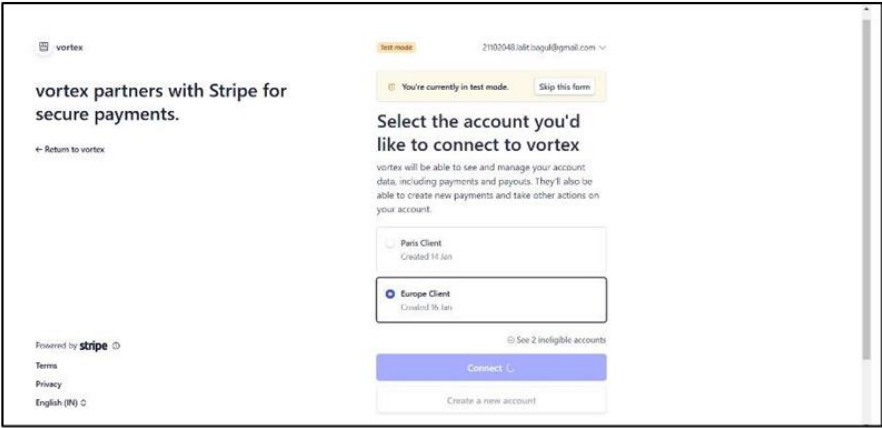 vortex
vortex partners with Stripe for
secure payments.
← Return to vortex
Powered by stripe
Terms
Privacy
English (IN)
Test mode
21102048.lalit.bagul@gmail.com
You're currently in test mode.
Skip this form
Select the account you'd
like to connect to vortex
vortex will be able to see and manage your account
data, including payments and payouts. They'll also be
able to create new payments and take other actions on
your account.
Paris Client
Created 14 Jan
Europe Client
Created 16 Jan
See 2 ineligible accounts
Connect
Create a new account